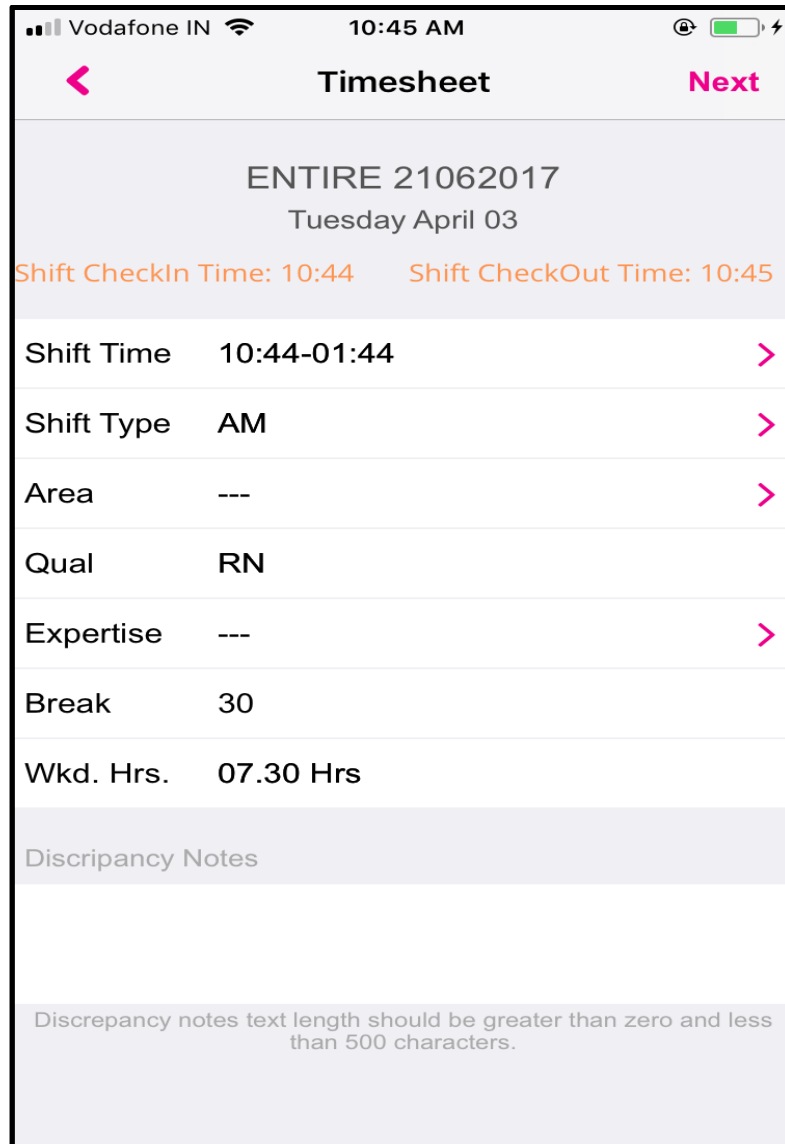 Vodafone IN 10:45 AM
Timesheet Next
ENTIRE 21062017
Tuesday April 03
Shift CheckIn Time: 10:44 Shift CheckOut Time: 10:45
Shift Time 10:44-01:44
Shift Type AM
Area ---
Qual RN
Expertise ---
Break 30
Wkd. Hrs. 07.30 Hrs
Discripancy Notes
Discrepancy notes text length should be greater than zero and less
than 500 characters.